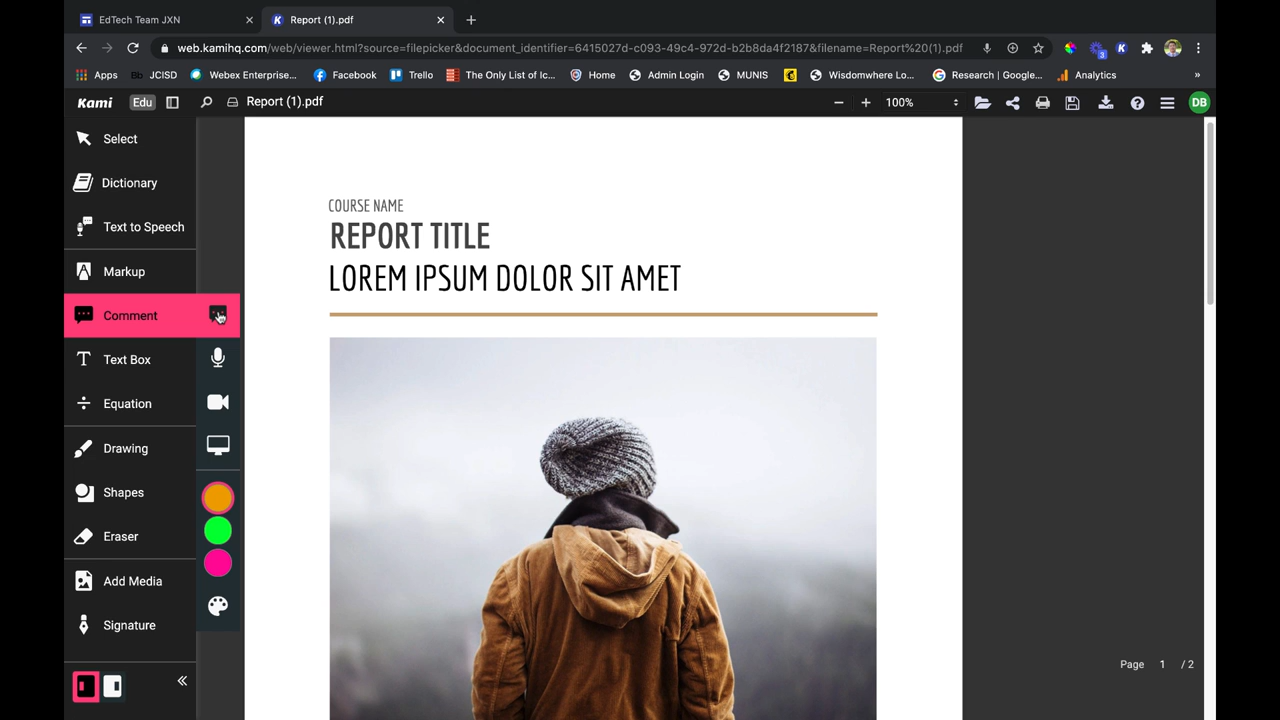 EdTech Team JXN
Report (1).pdf
web.kamihq.com/web/viewer.html?source=filepicker&document_identifier=6415027d-c093-49c4-972d-b2b8da4f2187&filename=Report%20(1).pdf
3
Apps
Bb JCISD
Webex Enterprise...
Facebook
Trello
The Only List of Ic...
Home
Admin Login
MUNIS
Wisdomwhere Lo...
Research | Google...
Analytics
»
Kami
Edu
Report (1).pdf
100%
DB
Select
Dictionary
Text to Speech
Markup
Comment
Text Box
Equation
Drawing
Shapes
Eraser
Add Media
Signature
COURSE NAME
REPORT TITLE
LOREM IPSUM DOLOR SIT AMET
Page 1 / 2